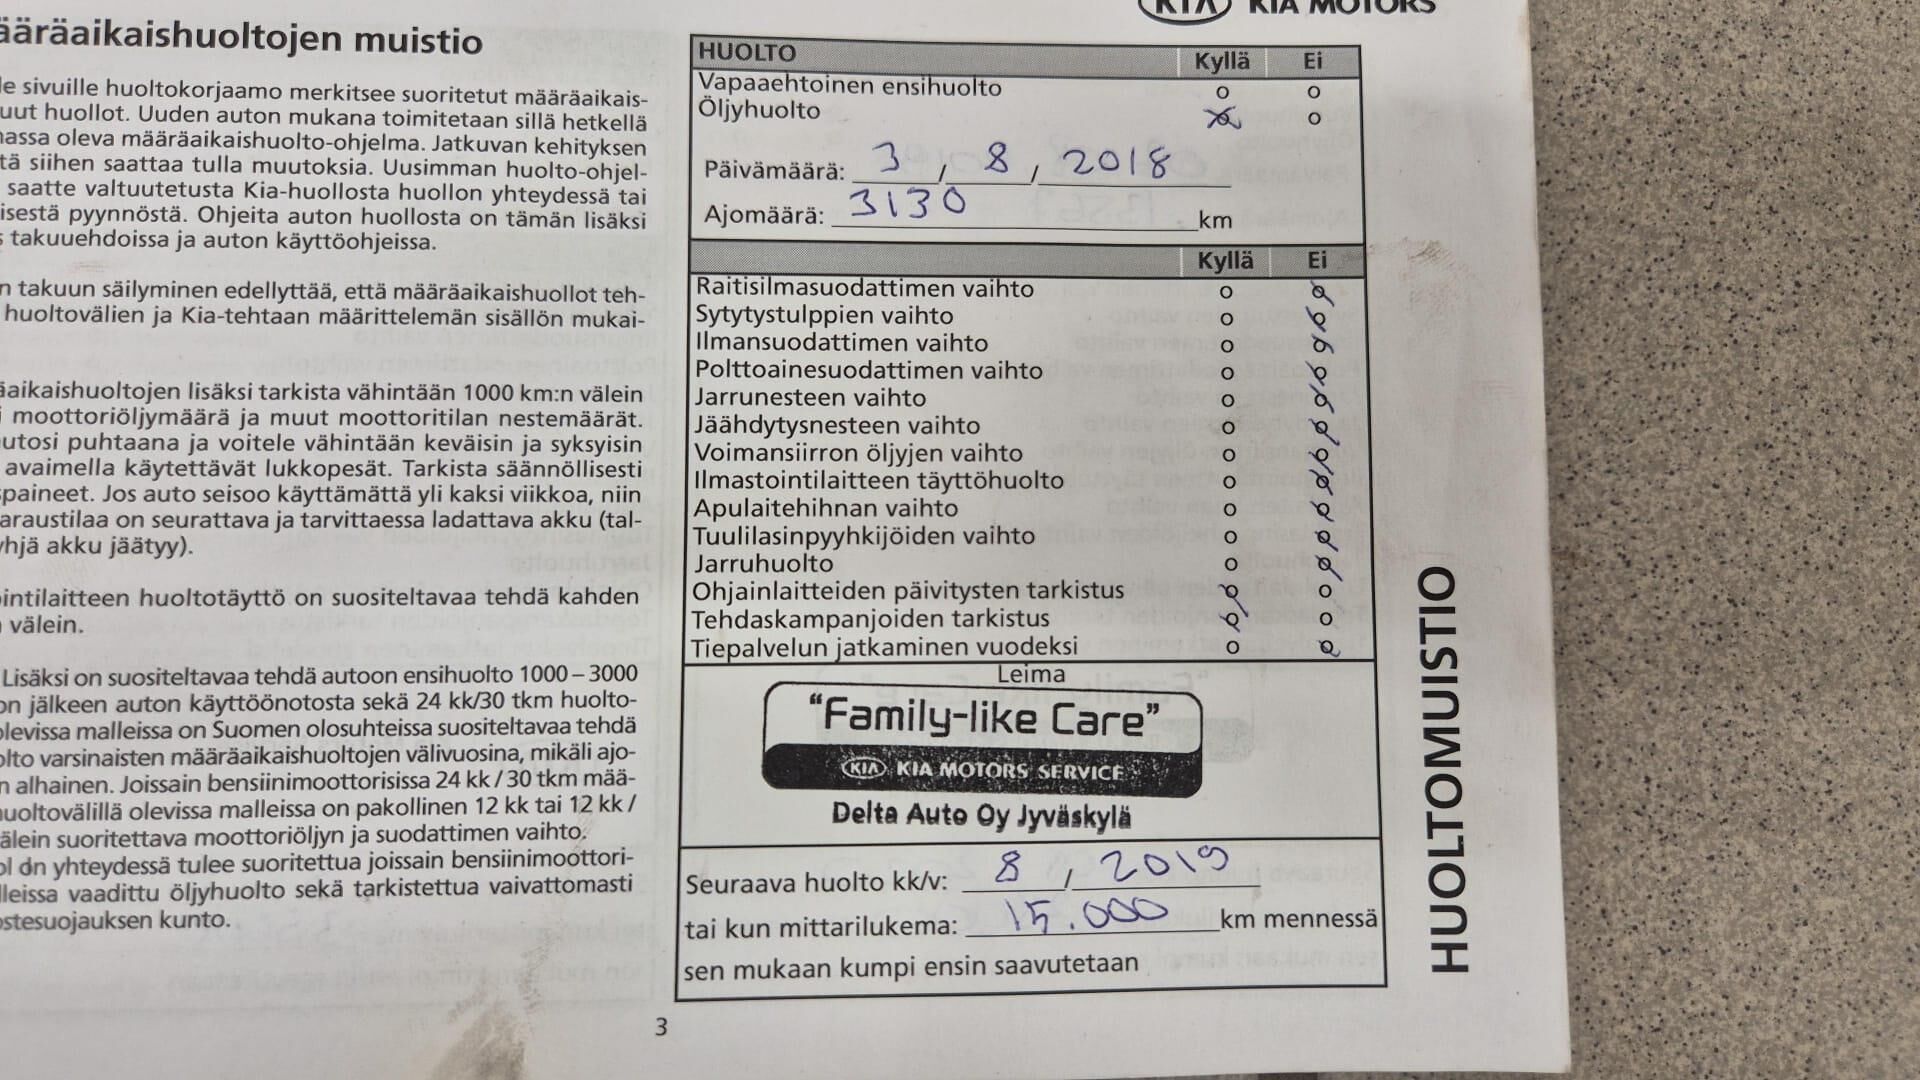 KIA KIA MOTORS
ääräaikaishuoltojen muistio
sivuille huoltokorjaamo merkitsee suoritetut määräaikais-
huollot. Uuden auton mukana toimitetaan sillä hetkellä
oleva määräaikaishuolto-ohjelma. Jatkuvan kehityksen
siihen saattaa tulla muutoksia. Uusimman huolto-ohjel-
saatte valtuutetusta Kia-huollosta huollon yhteydessä tai
pyynnöstä. Ohjeita auton huollosta on tämän lisäksi
takuuehdoissa ja auton käyttöohjeissa.
n takuun säilyminen edellyttää, että määräaikaishuollot teh-
huoltovälien ja Kia-tehtaan määrittelemän sisällön mukai-
äaikaishuoltojen lisäksi tarkista vähintään 1000 km:n välein
i moottoriöljymäärä ja muut moottoritilan nestemäärät.
utosi puhtaana ja voitele vähintään keväisin ja syksyisin
avaimella käytettävät lukkopesät. Tarkista säännöllisesti
paineet. Jos auto seisoo käyttämättä yli kaksi viikkoa, niin
araustilaa on seurattava ja tarvittaessa ladattava akku (tal-
yhjä akku jäätyy).
intilaitteen huoltotäyttö on suositeltavaa tehdä kahden
välein.
Lisäksi on suositeltavaa tehdä autoon ensihuolto 1000 – 3000
on jälkeen auton käyttöönotosta sekä 24 kk/30 tkm huolto-
olevissa malleissa on Suomen olosuhteissa suositeltavaa tehdä
olto varsinaisten määräaikaishuoltojen välivuosina, mikäli ajo-
n alhainen. Joissain bensiinimoottorisissa 24 kk / 30 tkm mää-
huoltovälillä olevissa malleissa on pakollinen 12 kk tai 12 kk /
välein suoritettava moottoriöljyn ja suodattimen vaihto.
on yhteydessä tulee suoritettua joissain bensiinimoottori-
lleissa vaadittu öljyhuolto sekä tarkistettua vaivattomasti
ostesuojauksen kunto.
3
HUOLTO Kyllä Ei
Vapaaehtoinen ensihuolto o o
Öljyhuolto o o
Päivämäärä: 3 / 8 / 2018
Ajomäärä: 3130 km
Kyllä Ei
Raitisilmasuodattimen vaihto o o
Sytytystulppien vaihto o o
Ilmansuodattimen vaihto o o
Polttoainesuodattimen vaihto o o
Jarrunesteen vaihto o o
Jäähdytysnesteen vaihto o o
Voimansiirron öljyjen vaihto o o
Ilmastointilaitteen täyttöhuolto o o
Apulaitehihnan vaihto o o
Tuulilasinpyyhkijöiden vaihto o o
Jarruhuolto o o
Ohjainlaitteiden päivitysten tarkistus o o
Tehdaskampanjoiden tarkistus o o
Tiepalvelun jatkaminen vuodeksi o o
Leima
"Family-like Care"
KIA KIA MOTORS SERVICE
Delta Auto Oy Jyväskylä
Seuraava huolto kk/v: 8 / 2019
tai kun mittarilukema: 15.000 km mennessä
sen mukaan kumpi ensin saavutetaan
HUOLTOMUISTIO